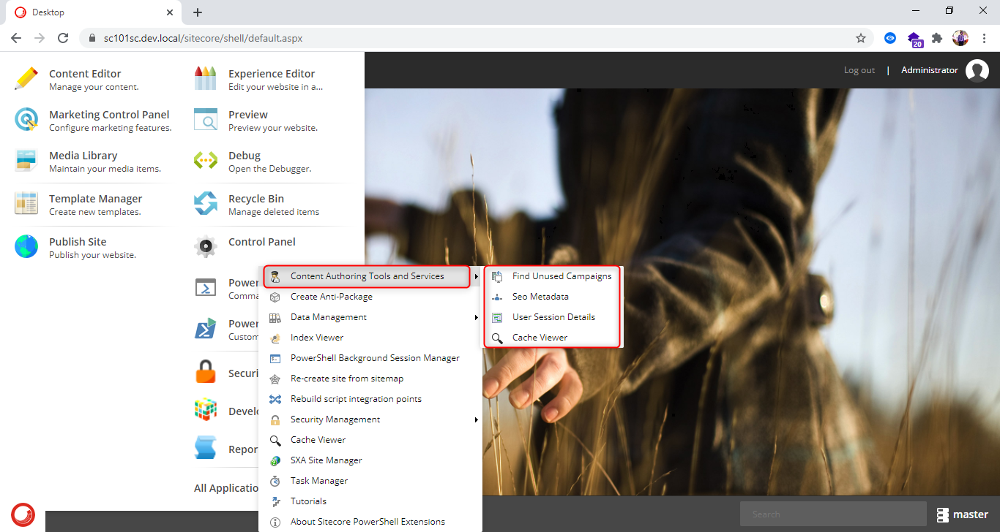 Desktop
sc101sc.dev.local/sitecore/shell/default.aspx
20
Log out | Administrator
Content Editor
Manage your content.
Marketing Control Panel
Configure marketing features.
Media Library
Maintain your media items.
Template Manager
Create new templates.
Publish Site
Publish your website.
Experience Editor
Edit your website in a...
Preview
Preview your website.
Debug
Open the Debugger.
Recycle Bin
Manage deleted items
Control Panel
Power
Comma
Power
Custom
Securi
Develo
Repor
All Applicatio
Content Authoring Tools and Services
Create Anti-Package
Data Management
Index Viewer
PowerShell Background Session Manager
Re-create site from sitemap
Rebuild script integration points
Security Management
Cache Viewer
SXA Site Manager
Task Manager
Tutorials
About Sitecore PowerShell Extensions
Find Unused Campaigns
Seo Metadata
User Session Details
Cache Viewer
Search
master